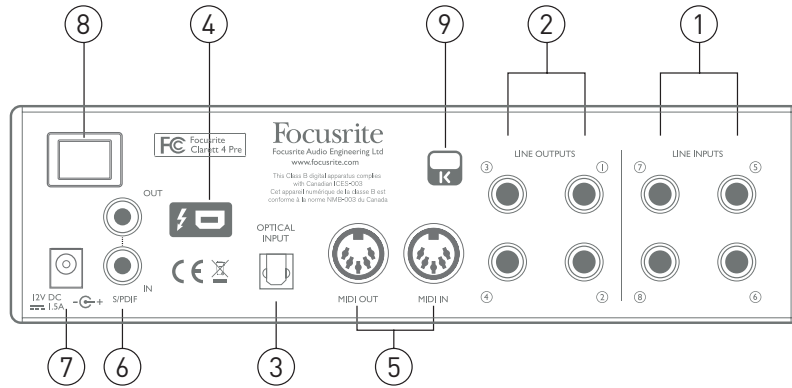 8
4
9
2
1
FC Focusrite
Clarett 4 Pre
Focusrite
Focusrite Audio Engineering Ltd
www.focusrite.com
This Class B digital apparatus complies
with Canadian ICES-003
Cet appareil numérique de la classe B est
conforme à la norme NMB-003 du Canada
K
LINE OUTPUTS
LINE INPUTS
3
1
7
5
OUT
OPTICAL
INPUT
CE
IN
S/PDIF
12V DC
1.5A
- +
MIDI OUT
MIDI IN
4
2
8
6
7
6
3
5